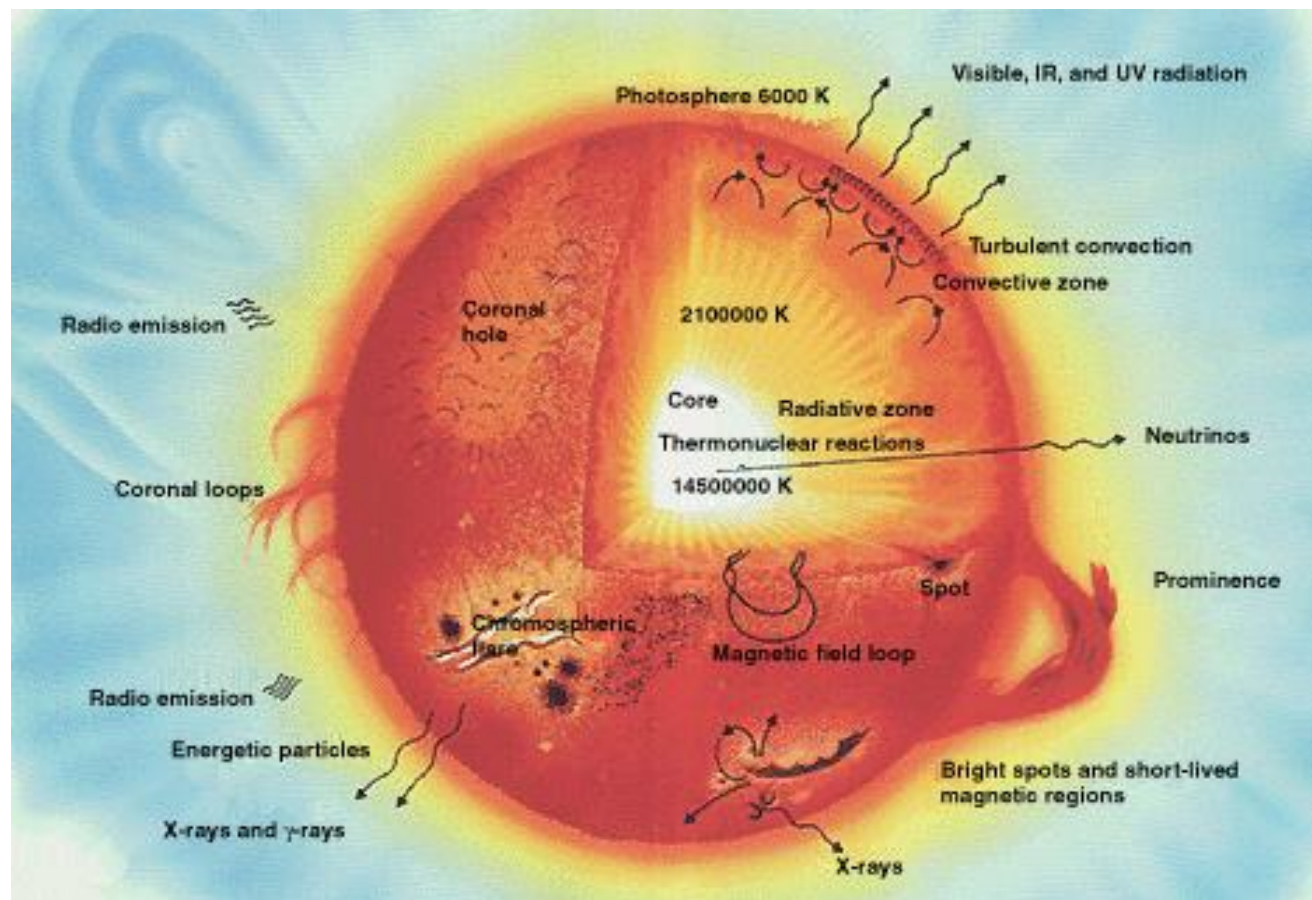 Visible, IR, and UV radiation
Photosphere 6000 K
Turbulent convection
Convective zone
Radio emission
Coronal
hole
2100000 K
Core
Radiative zone
Thermonuclear reactions
Neutrinos
14500000 K
Coronal loops
Spot
Prominence
Chromospheric
flare
Magnetic field loop
Radio emission
Energetic particles
Bright spots and short-lived
magnetic regions
X-rays and γ-rays
X-rays